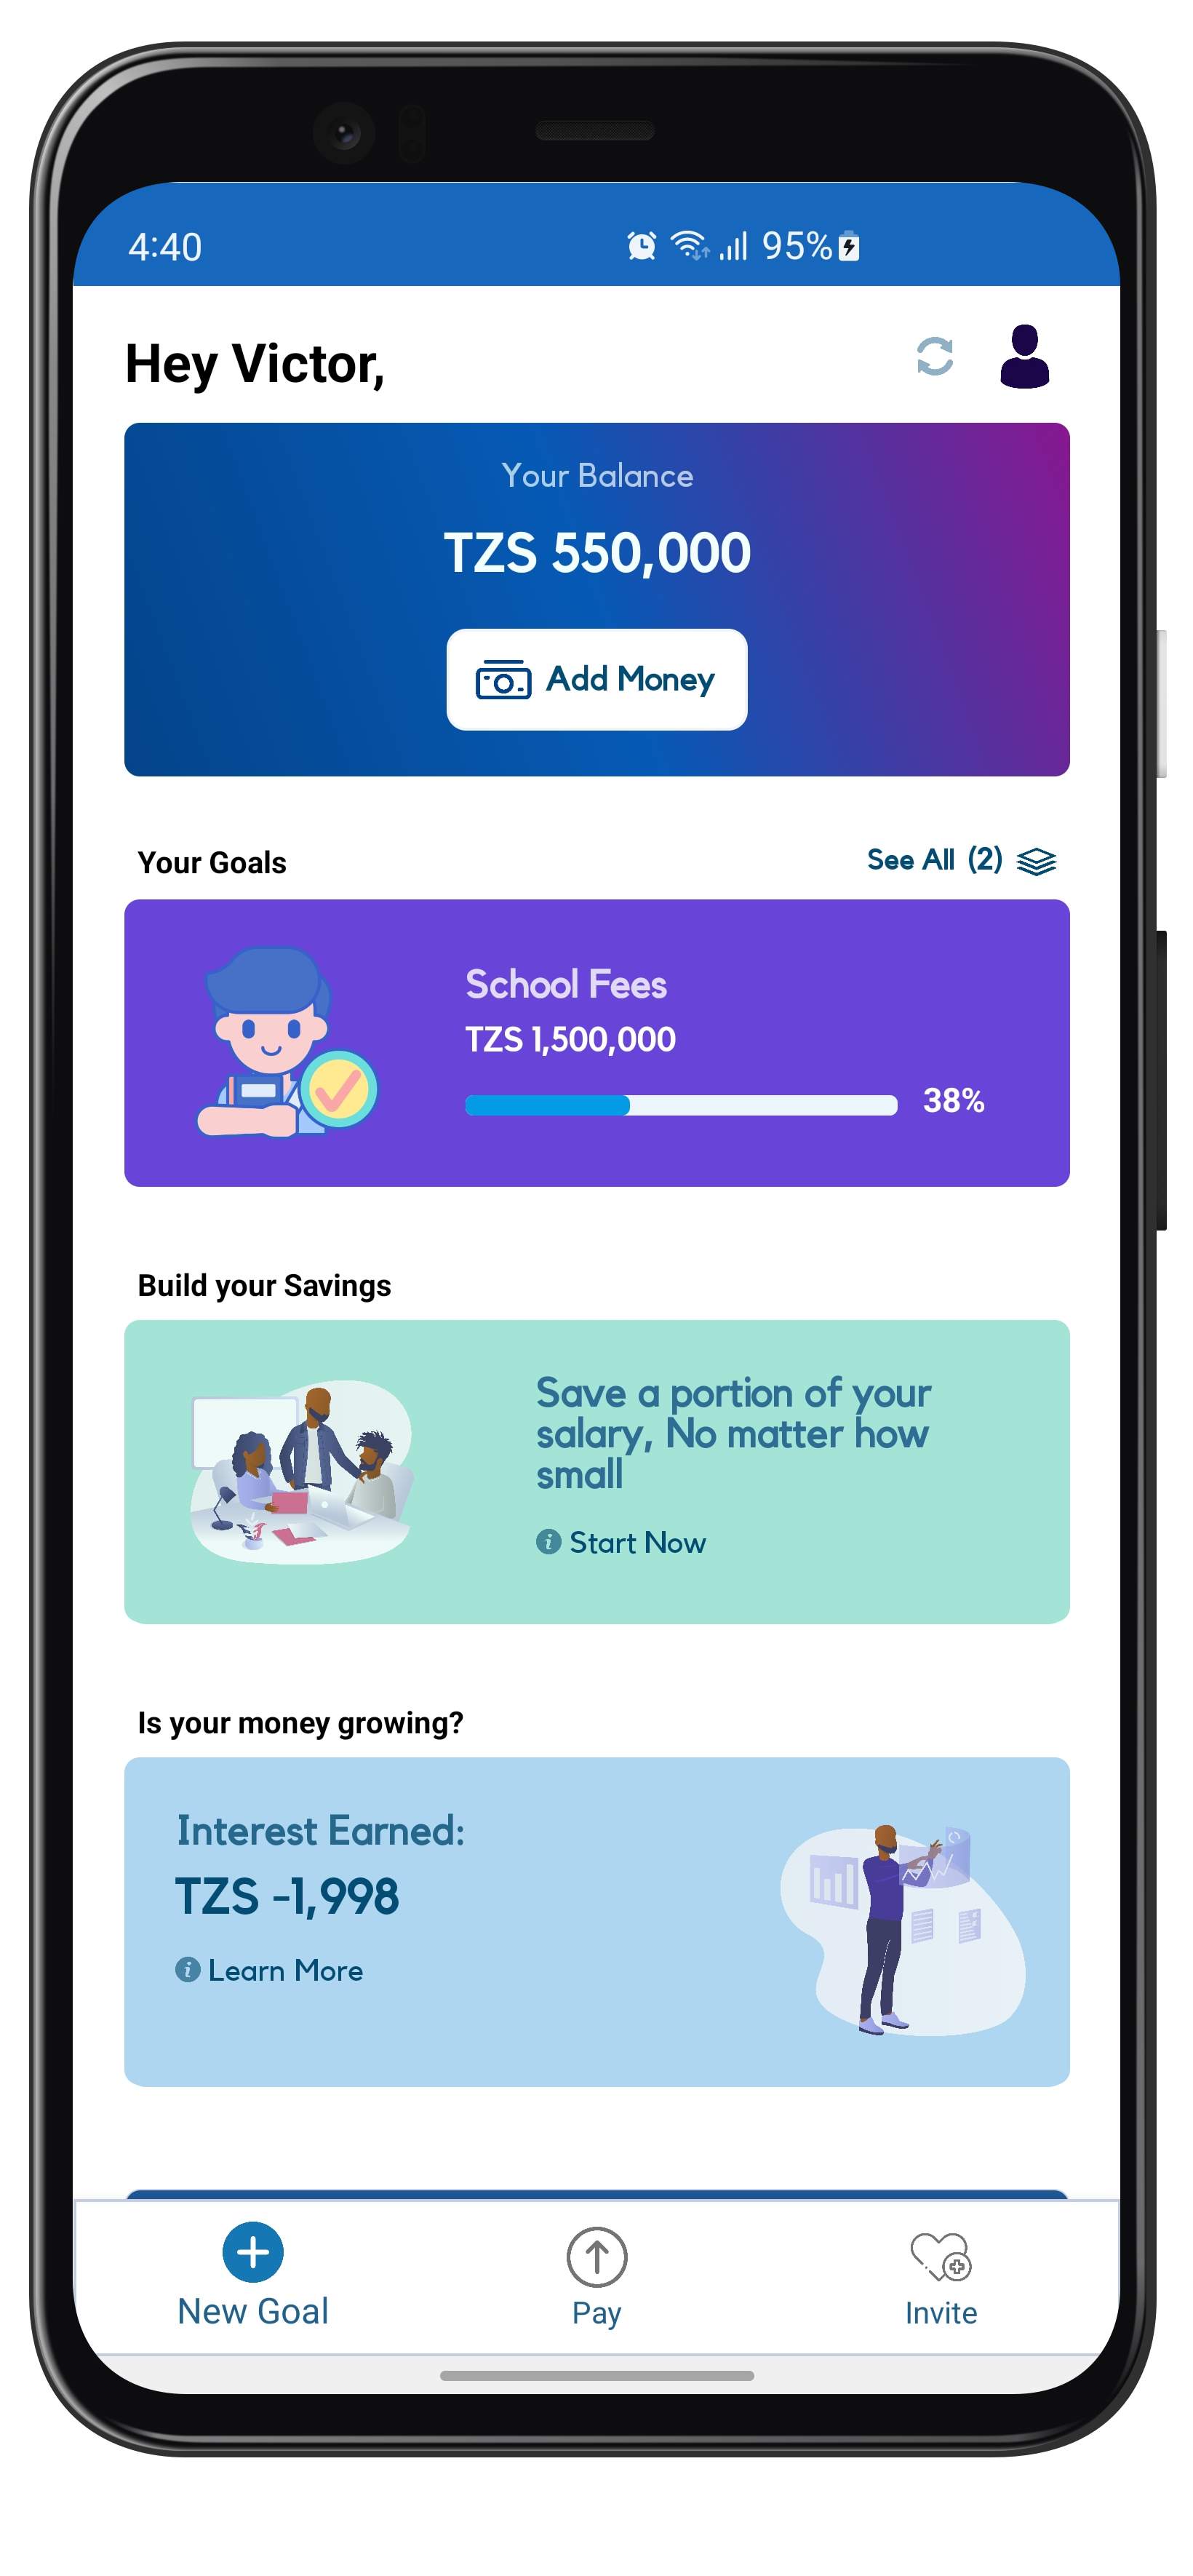 4:40
95%
Hey Victor,
Your Balance
TZS 550,000
Add Money
Your Goals
See All (2)
School Fees
TZS 1,500,000
38%
Build your Savings
Save a portion of your
salary, No matter how
small
Start Now
Is your money growing?
Interest Earned:
TZS -1,998
Learn More
New Goal
Pay
Invite